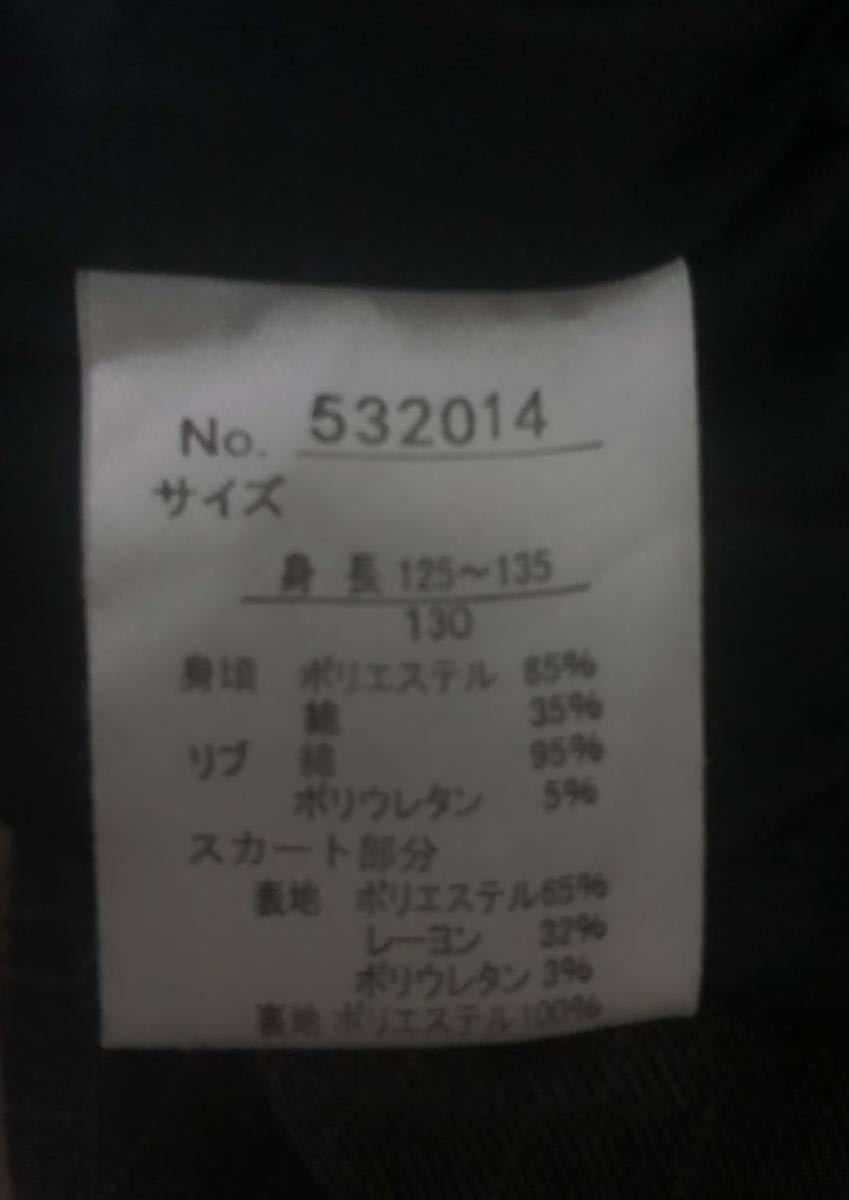 No. 532014
サイズ
身 長 125～135
130
身頃 ポリエステル 65%
綿 35%
リブ 綿 95%
ポリウレタン 5%
スカート部分
表地 ポリエステル 65%
レーヨン 32%
ポリウレタン 3%
裏地 ポリエステル 100%